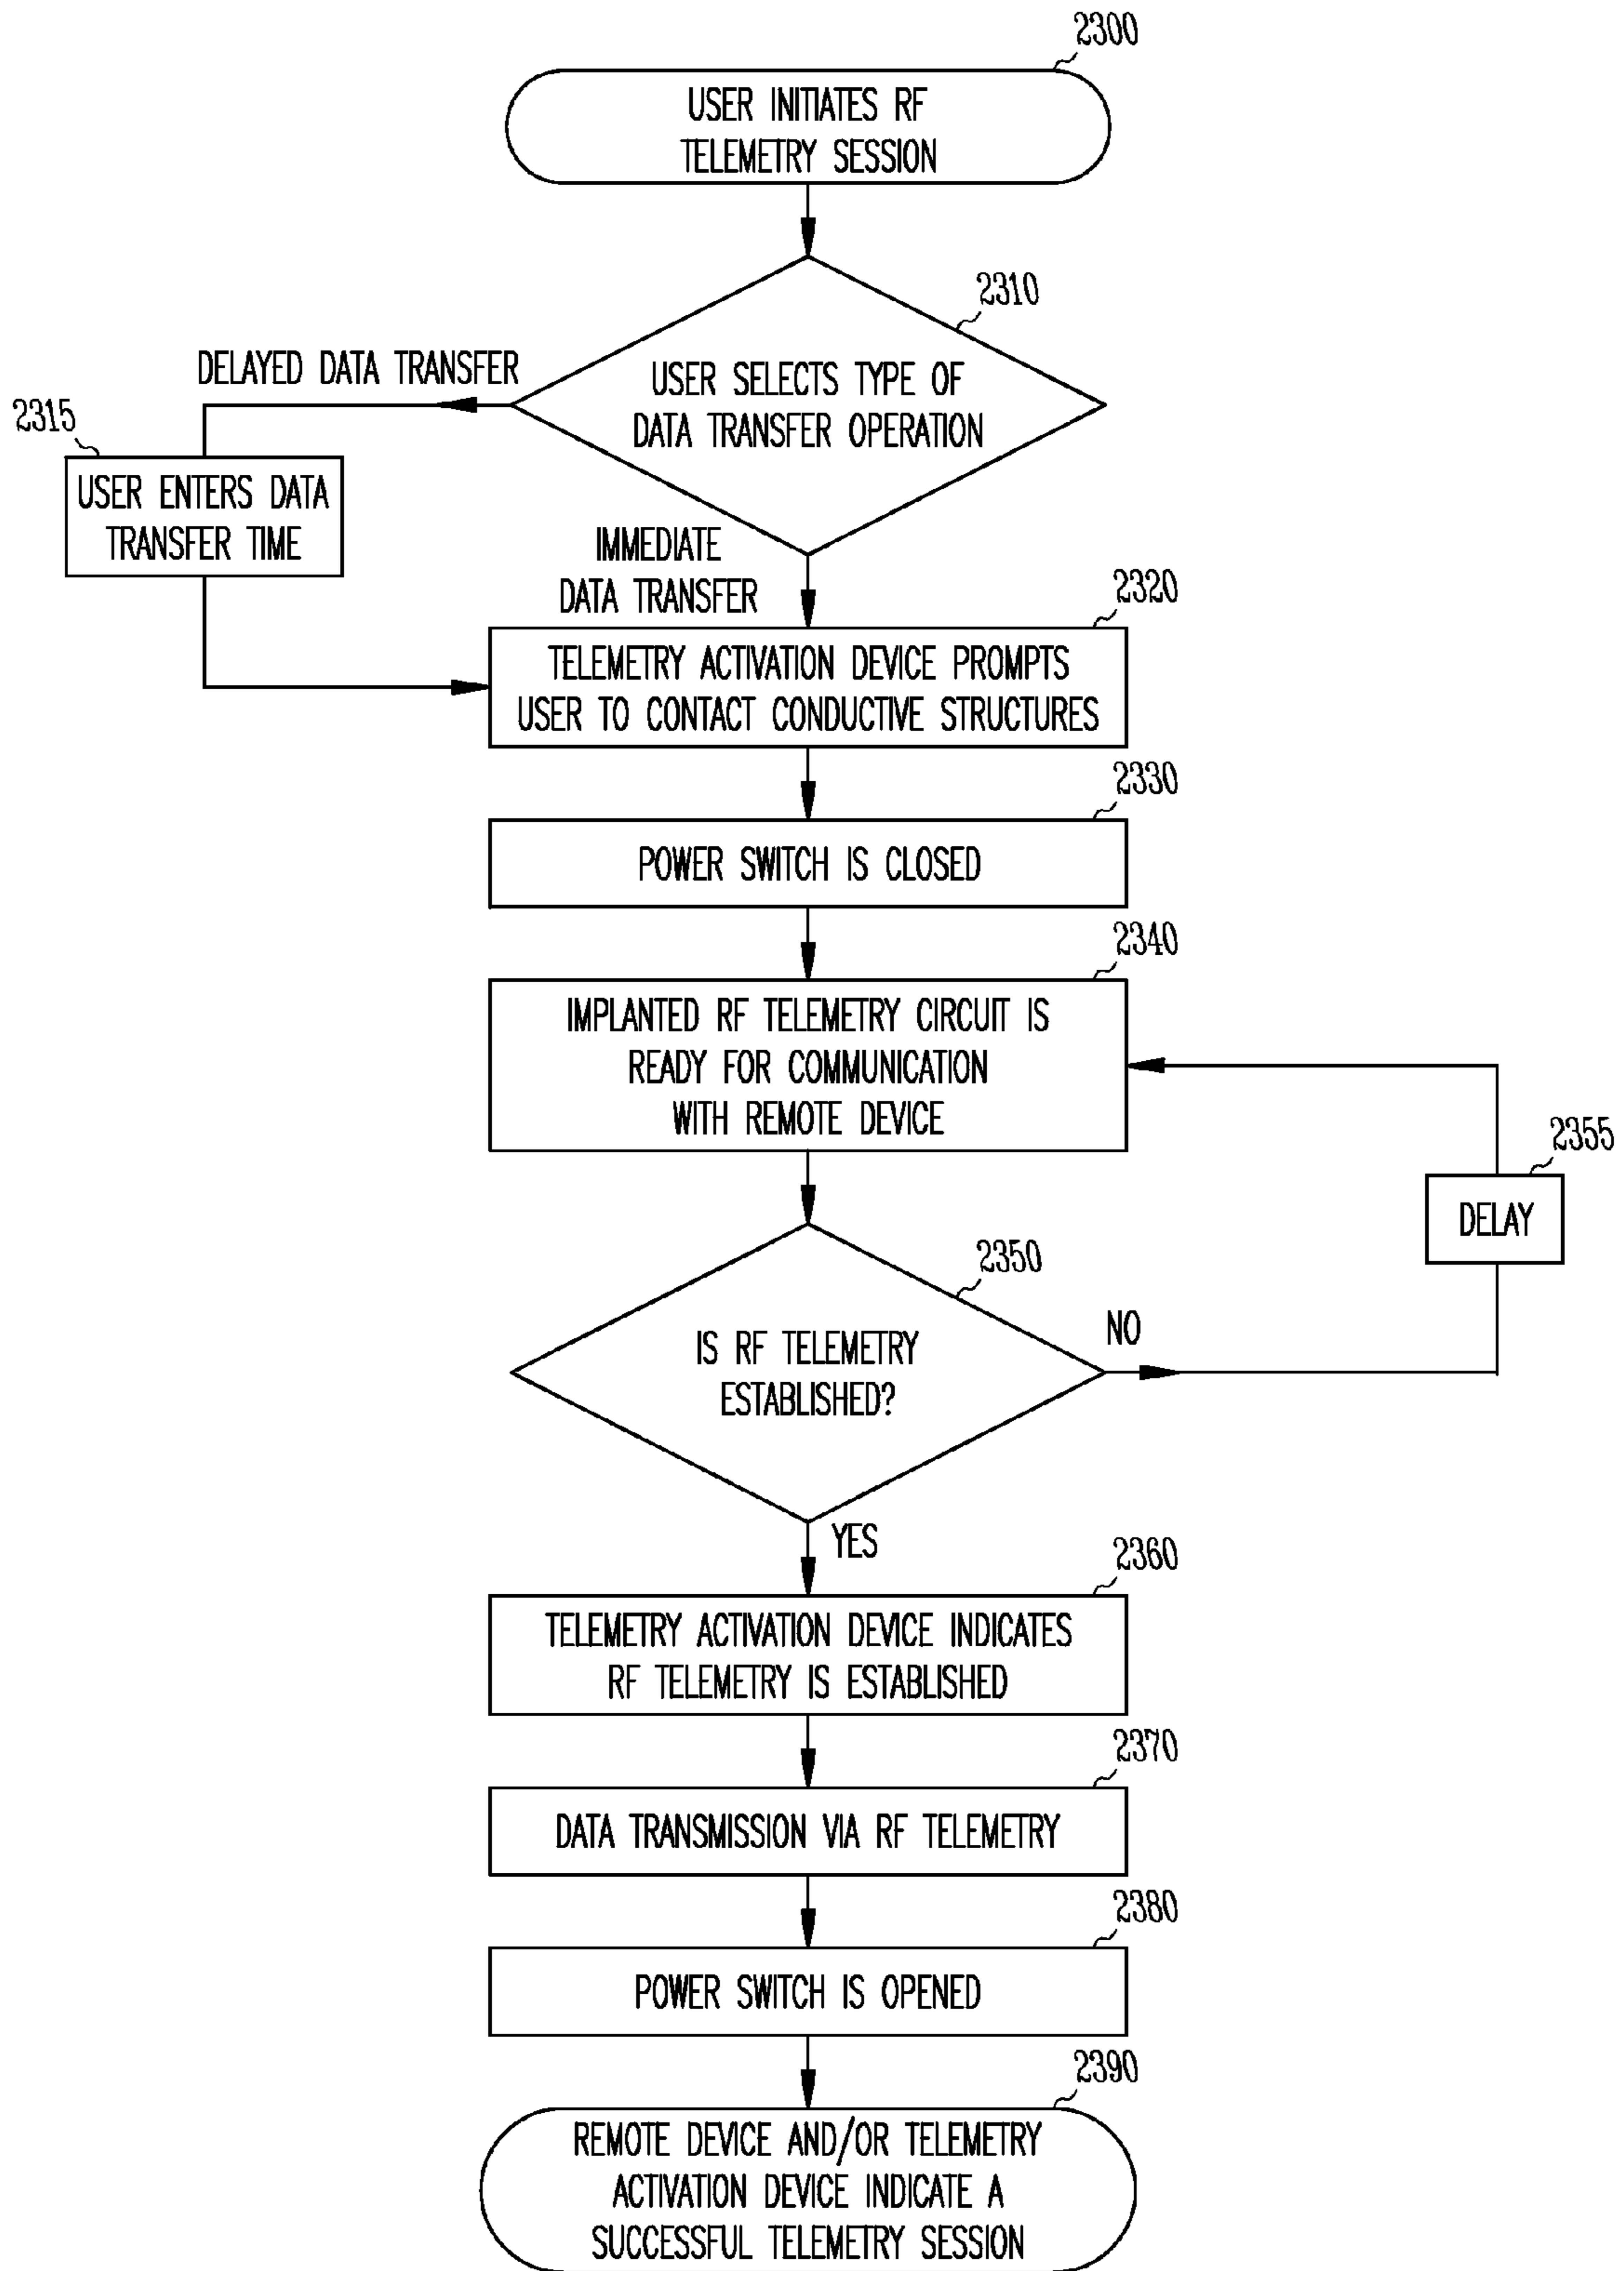 2300
USER INITIATES RF
TELEMETRY SESSION
2310
USER SELECTS TYPE OF
DATA TRANSFER OPERATION
DELAYED DATA TRANSFER
2315
USER ENTERS DATA
TRANSFER TIME
IMMEDIATE
DATA TRANSFER
2320
TELEMETRY ACTIVATION DEVICE PROMPTS
USER TO CONTACT CONDUCTIVE STRUCTURES
2330
POWER SWITCH IS CLOSED
2340
IMPLANTED RF TELEMETRY CIRCUIT IS
READY FOR COMMUNICATION
WITH REMOTE DEVICE
2355
DELAY
2350
IS RF TELEMETRY
ESTABLISHED?
NO
YES
2360
TELEMETRY ACTIVATION DEVICE INDICATES
RF TELEMETRY IS ESTABLISHED
2370
DATA TRANSMISSION VIA RF TELEMETRY
2380
POWER SWITCH IS OPENED
2390
REMOTE DEVICE AND/OR TELEMETRY
ACTIVATION DEVICE INDICATE A
SUCCESSFUL TELEMETRY SESSION